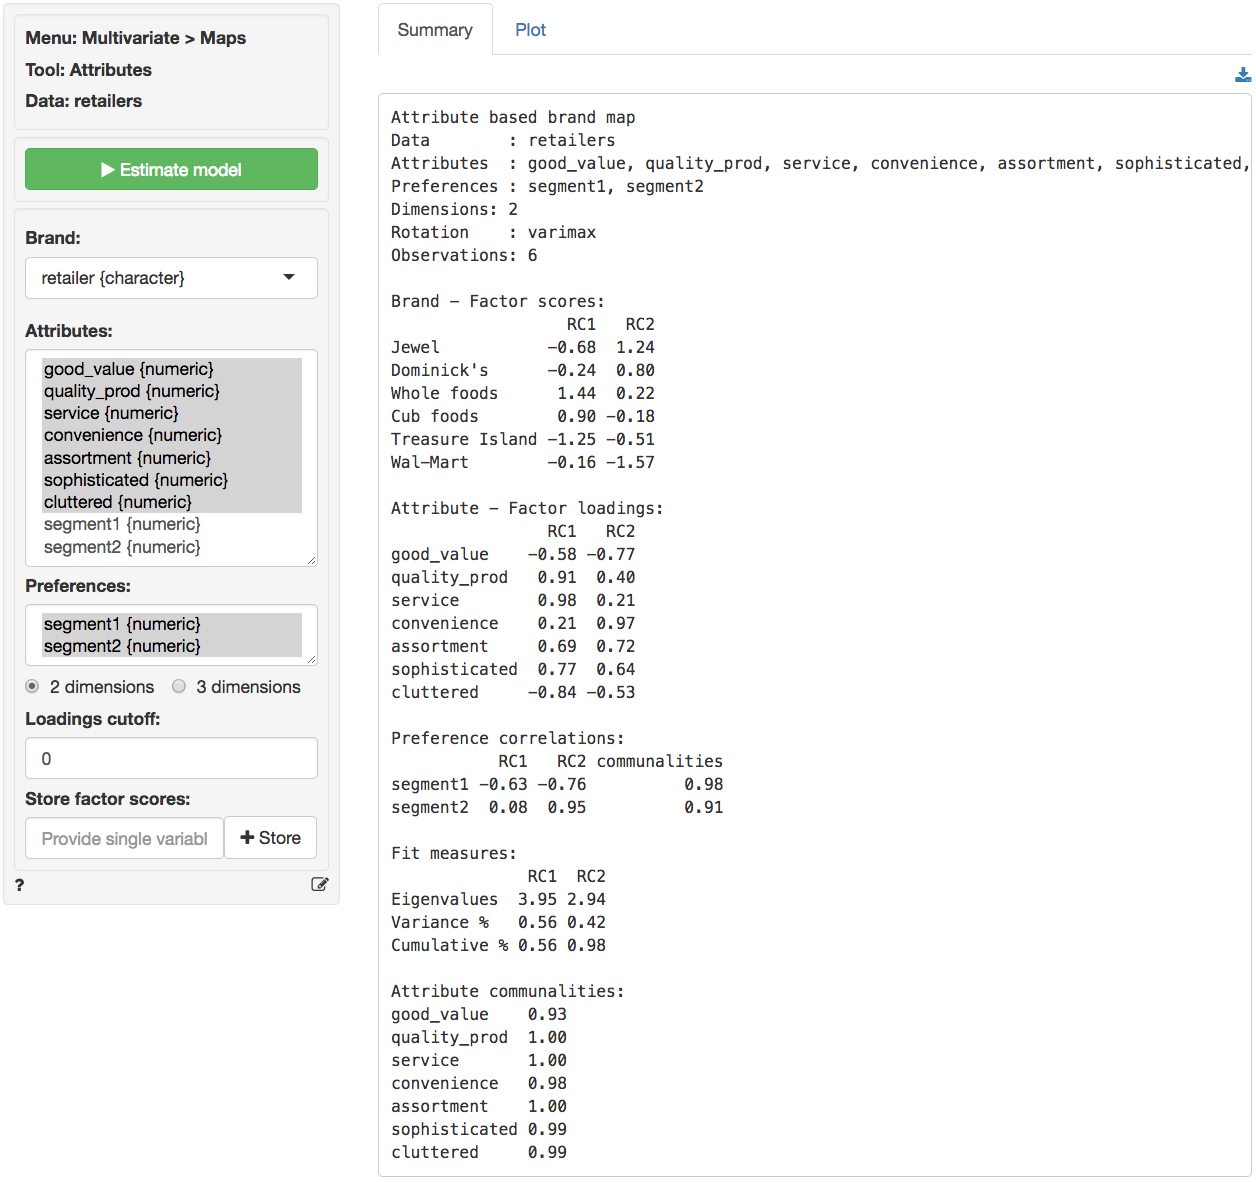 Menu: Multivariate > Maps
Tool: Attributes
Data: retailers
Estimate model
Brand:
retailer {character}
Attributes:
good_value {numeric}
quality_prod {numeric}
service {numeric}
convenience {numeric}
assortment {numeric}
sophisticated {numeric}
cluttered {numeric}
segment1 {numeric}
segment2 {numeric}
Preferences:
segment1 {numeric}
segment2 {numeric}
2 dimensions 3 dimensions
Loadings cutoff:
0
Store factor scores:
Provide single variabl + Store
?
Summary Plot
Attribute based brand map
Data : retailers
Attributes : good_value, quality_prod, service, convenience, assortment, sophisticated,
Preferences : segment1, segment2
Dimensions: 2
Rotation : varimax
Observations: 6
Brand - Factor scores:
RC1 RC2
Jewel -0.68 1.24
Dominick's -0.24 0.80
Whole foods 1.44 0.22
Cub foods 0.90 -0.18
Treasure Island -1.25 -0.51
Wal-Mart -0.16 -1.57
Attribute - Factor loadings:
RC1 RC2
good_value -0.58 -0.77
quality_prod 0.91 0.40
service 0.98 0.21
convenience 0.21 0.97
assortment 0.69 0.72
sophisticated 0.77 0.64
cluttered -0.84 -0.53
Preference correlations:
RC1 RC2 communalities
segment1 -0.63 -0.76 0.98
segment2 0.08 0.95 0.91
Fit measures:
RC1 RC2
Eigenvalues 3.95 2.94
Variance % 0.56 0.42
Cumulative % 0.56 0.98
Attribute communalities:
good_value 0.93
quality_prod 1.00
service 1.00
convenience 0.98
assortment 1.00
sophisticated 0.99
cluttered 0.99